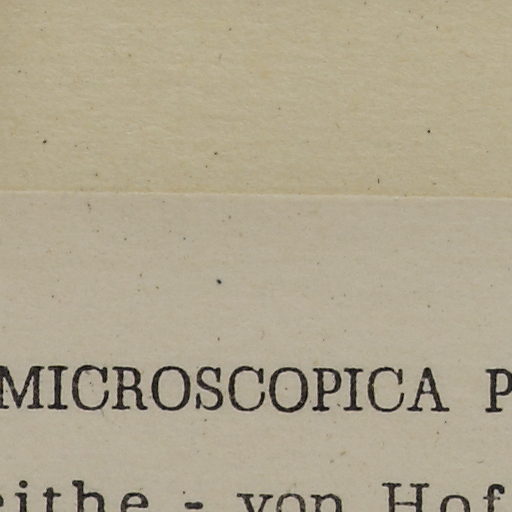 MICROSCOPICA P
eithe - von Hof